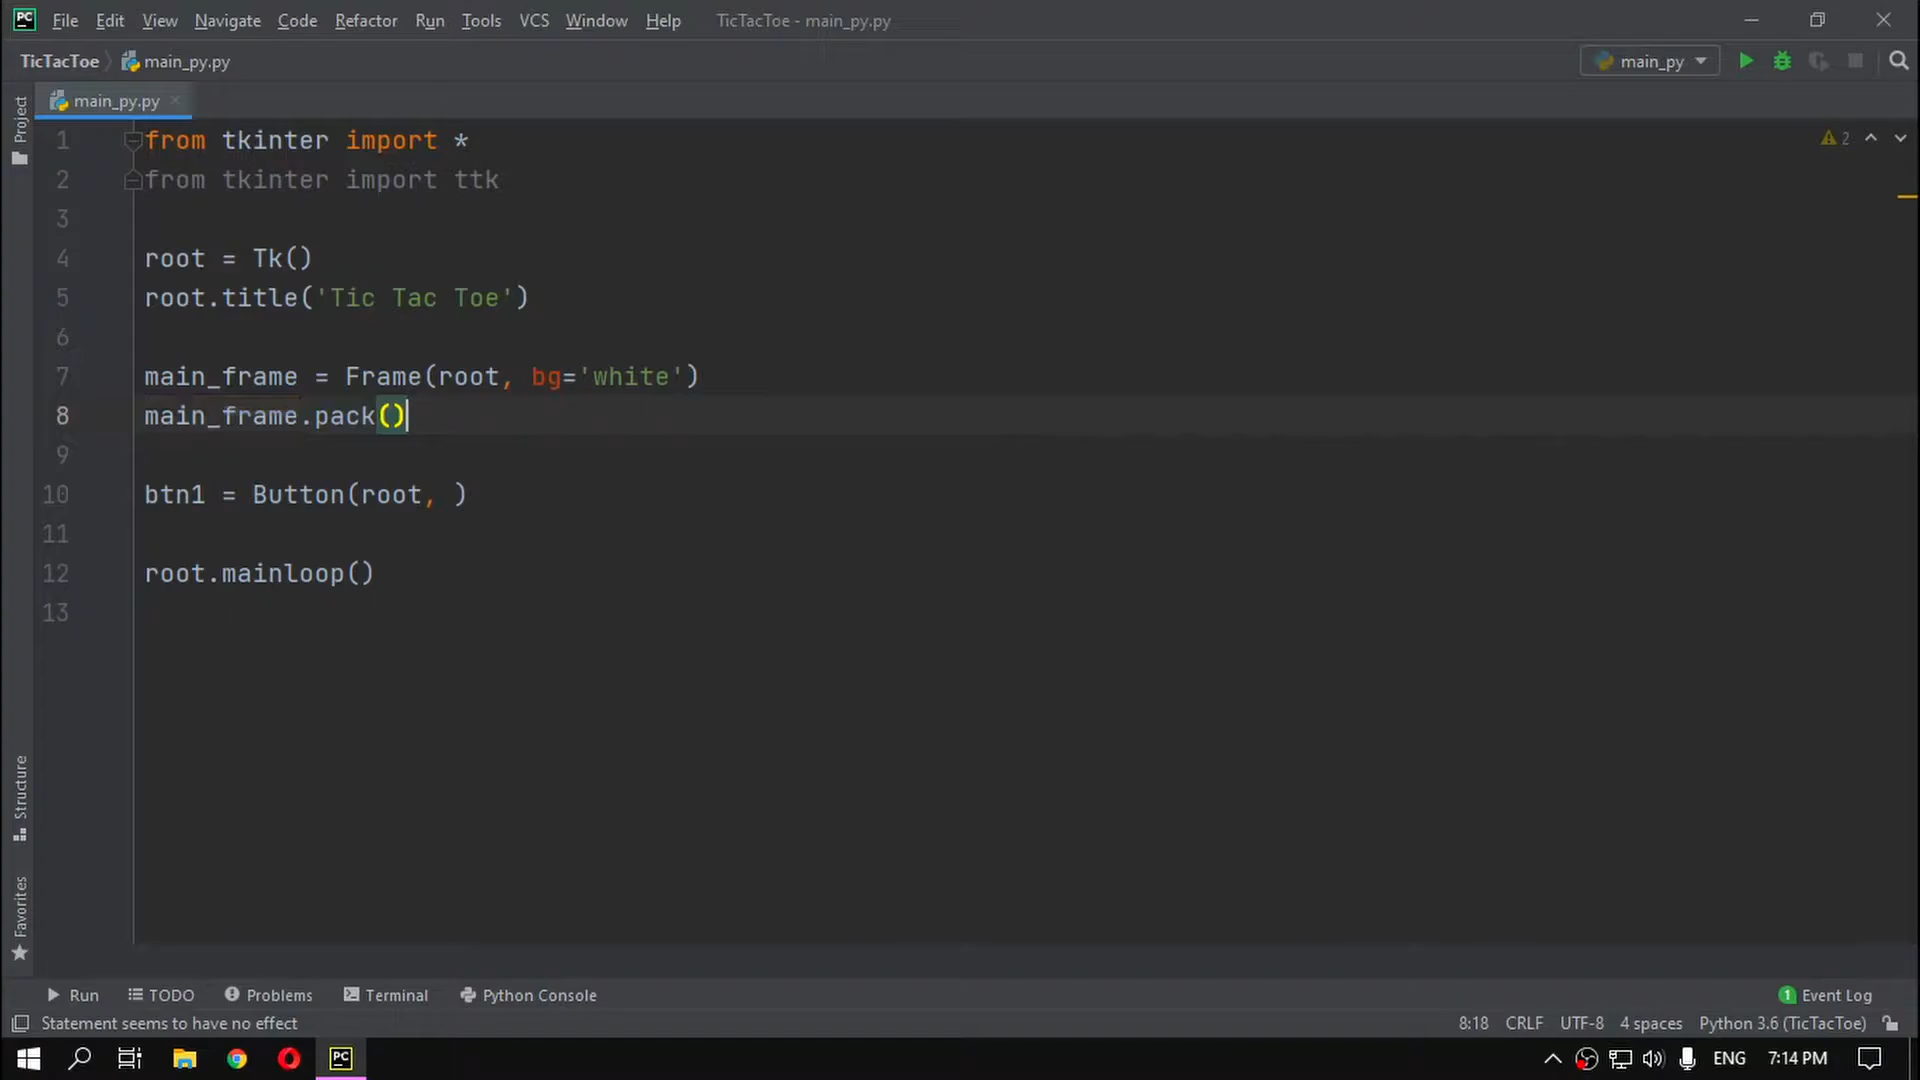 PC File Edit View Navigate Code Refactor Run Tools VCS Window Help TicTacToe - main_py.py
TicTacToe main_py.py main_py
Project main_py.py
1 from tkinter import * 2
2 from tkinter import ttk
3
4 root = Tk()
5 root.title('Tic Tac Toe')
6
7 main_frame = Frame(root, bg='white')
8 main_frame.pack()
9
10 btn1 = Button(root, )
11
12 root.mainloop()
13
Structure
Favorites
Run TODO Problems Terminal Python Console 1 Event Log
Statement seems to have no effect 8:18 CRLF UTF-8 4 spaces Python 3.6 (TicTacToe)
PC ENG 7:14 PM